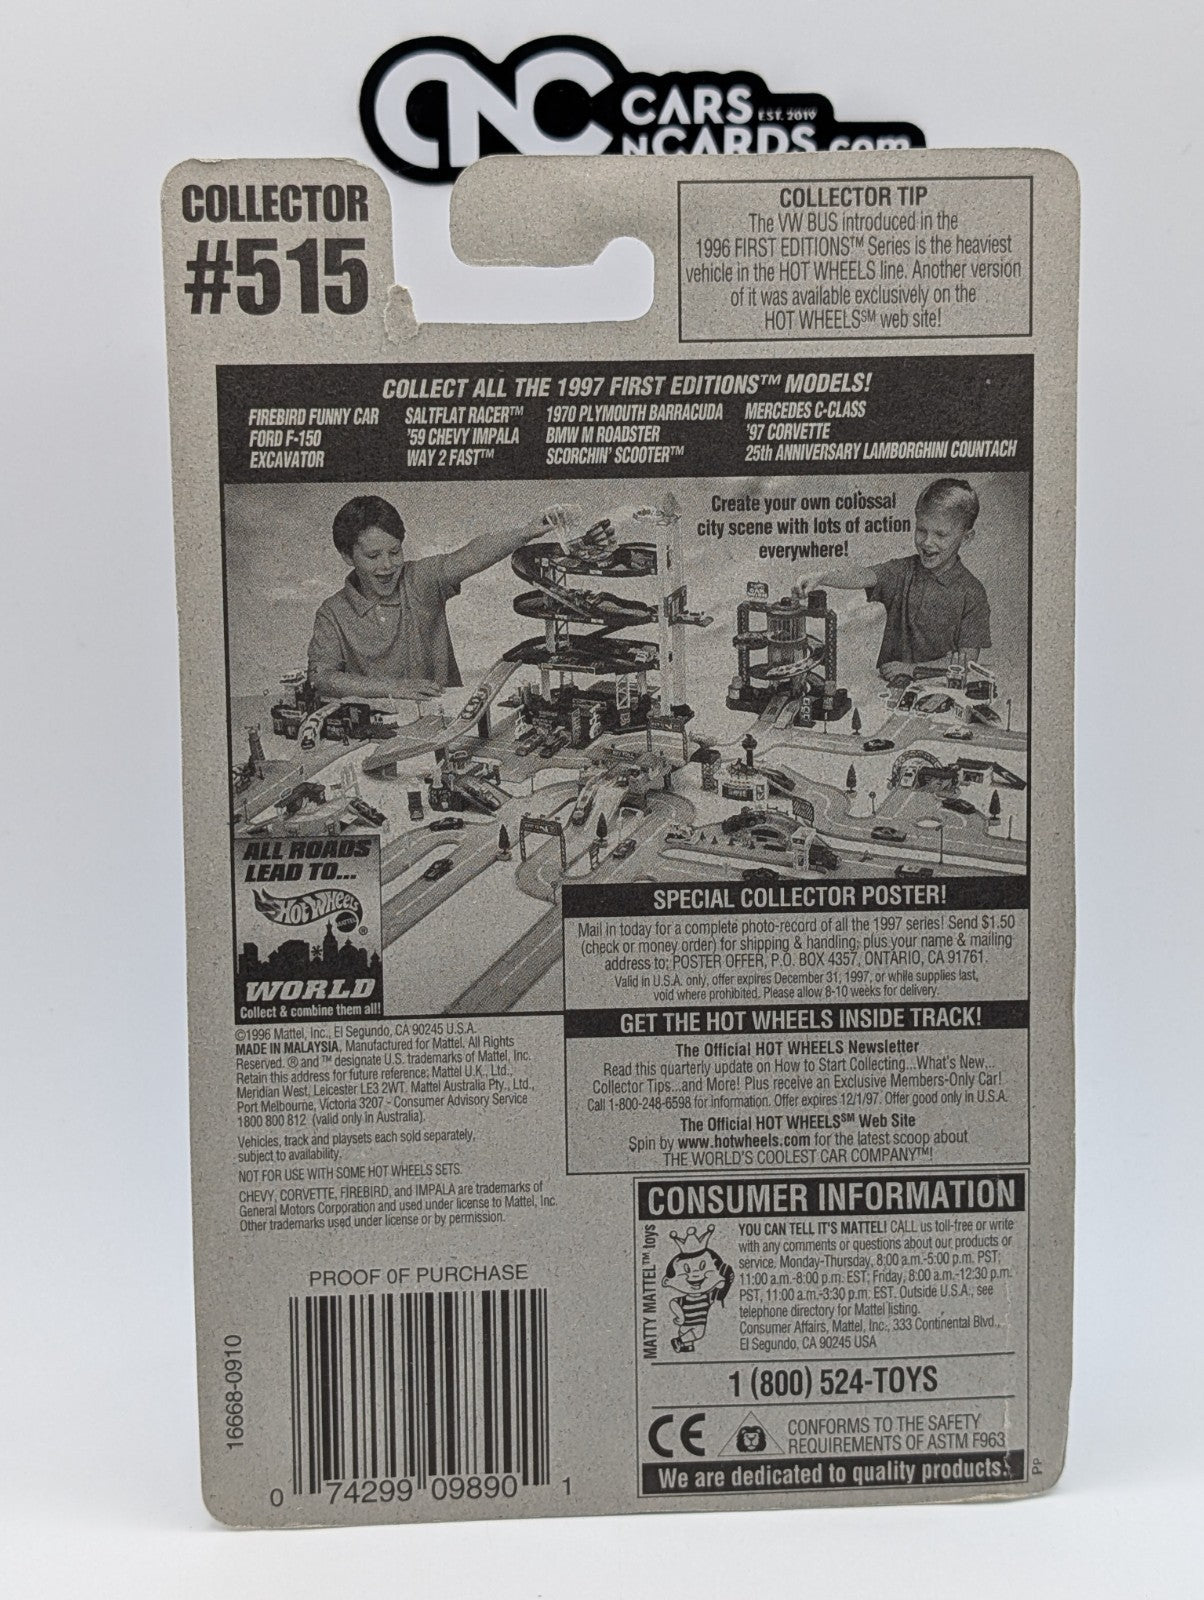 CNC CARS
EST. 2019
NCARDS.com
COLLECTOR
#515
COLLECTOR TIP
The VW BUS introduced in the
1996 FIRST EDITIONS™ Series is the heaviest
vehicle in the HOT WHEELS line. Another version
of it was available exclusively on the
HOT WHEELS℠ web site!
COLLECT ALL THE 1997 FIRST EDITIONS™ MODELS!
FIREBIRD FUNNY CAR
FORD F-150
EXCAVATOR
SALTFLAT RACER™
'59 CHEVY IMPALA
WAY 2 FAST™
1970 PLYMOUTH BARRACUDA
BMW M ROADSTER
SCORCHIN' SCOOTER™
MERCEDES C-CLASS
'97 CORVETTE
25th ANNIVERSARY LAMBORGHINI COUNTACH
Create your own colossal
city scene with lots of action
everywhere!
ALL ROADS
LEAD TO...
Hot Wheels
MATTEL
®
WORLD
Collect & combine them all!
SPECIAL COLLECTOR POSTER!
Mail in today for a complete photo-record of all the 1997 series! Send $1.50
(check or money order) for shipping & handling; plus your name & mailing
address to: POSTER OFFER, P.O. BOX 4357, ONTARIO, CA 91761.
Valid in U.S.A. only, offer expires December 31, 1997, or while supplies last,
void where prohibited. Please allow 8-10 weeks for delivery.
GET THE HOT WHEELS INSIDE TRACK!
The Official HOT WHEELS Newsletter
Read this quarterly update on How to Start Collecting...What's New...
Collector Tips...and More! Plus receive an Exclusive Members-Only Car!
Call 1-800-248-6598 for information. Offer expires 12/1/97. Offer good only in U.S.A.
The Official HOT WHEELS℠ Web Site
Spin by www.hotwheels.com for the latest scoop about
THE WORLD'S COOLEST CAR COMPANY™!
©1996 Mattel, Inc., El Segundo, CA 90245 U.S.A.
MADE IN MALAYSIA. Manufactured for Mattel. All Rights
Reserved. ® and ™ designate U.S. trademarks of Mattel, Inc.
Retain this address for future reference: Mattel U.K., Ltd.,
Meridian West, Leicester LE3 2WT. Mattel Australia Pty., Ltd.,
Port Melbourne, Victoria 3207 - Consumer Advisory Service
1800 800 812 (valid only in Australia).
Vehicles, track and playsets each sold separately,
subject to availability.
NOT FOR USE WITH SOME HOT WHEELS SETS.
CHEVY, CORVETTE, FIREBIRD, and IMPALA are trademarks of
General Motors Corporation and used under license to Mattel, Inc.
Other trademarks used under license or by permission.
CONSUMER INFORMATION
MATTY MATTEL™ toys
YOU CAN TELL IT'S MATTEL! CALL us toll-free or write
with any comments or questions about our products or
service. Monday-Thursday, 8:00 a.m.-5:00 p.m. PST;
11:00 a.m.-8:00 p.m. EST; Friday, 8:00 a.m.-12:30 p.m.
PST, 11:00 a.m.-3:30 p.m. EST. Outside U.S.A., see
telephone directory for Mattel listing.
Consumer Affairs, Mattel, Inc., 333 Continental Blvd.,
El Segundo, CA 90245 USA
1 (800) 524-TOYS
CE
CONFORMS TO THE SAFETY
REQUIREMENTS OF ASTM F963
We are dedicated to quality products.
PP
PROOF OF PURCHASE
16668-0910
0 74299 09890 1